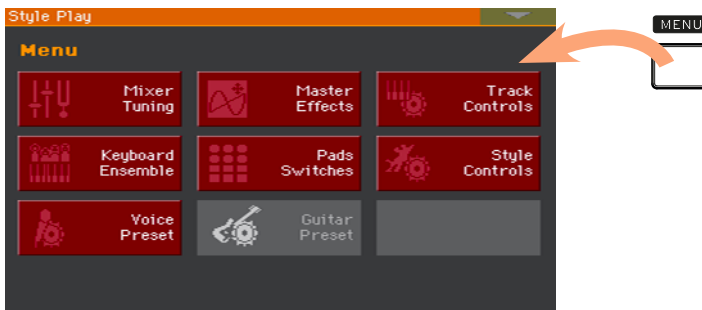 Style Play
MENU
Menu
Mixer
Tuning
Master
Effects
Track
Controls
Keyboard
Ensemble
Pads
Switches
Style
Controls
Voice
Preset
Guitar
Preset